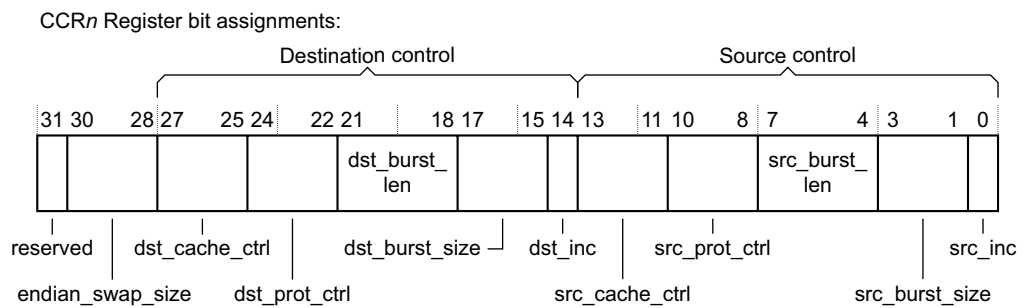 CCRn Register bit assignments:
Destination control Source control
31 30 28 27 25 24 22 21 18 17 15 14 13 11 10 8 7 4 3 1 0
dst_burst_ src_burst_
len len
reserved dst_cache_ctrl dst_burst_size dst_inc src_prot_ctrl src_inc
endian_swap_size dst_prot_ctrl src_cache_ctrl src_burst_size